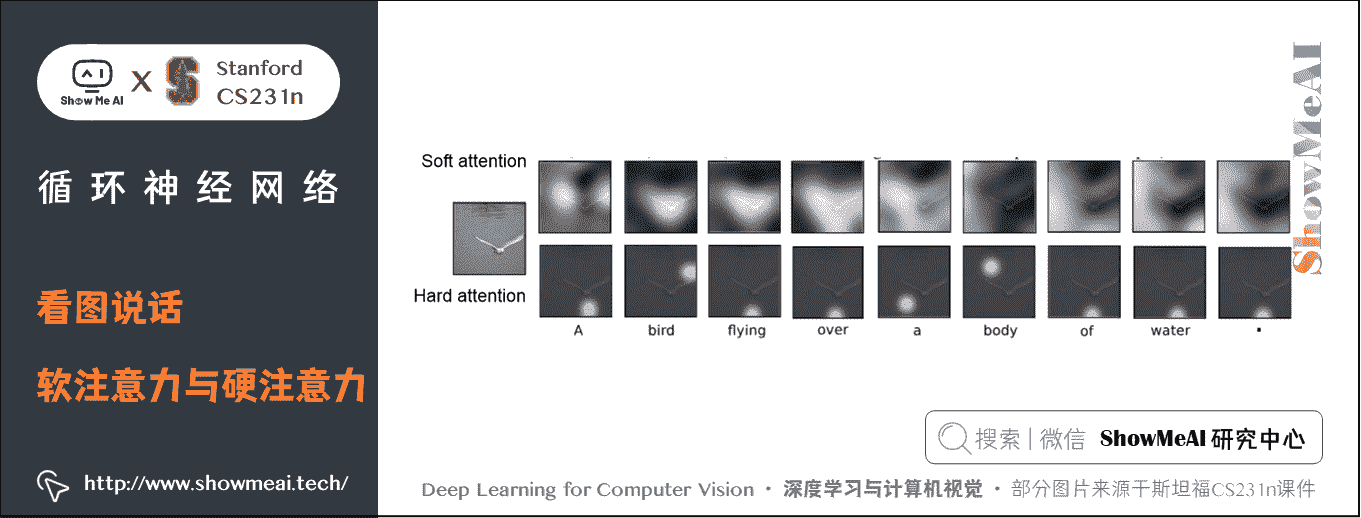 Show Me AI
X
Stanford
CS231n
循环神经网络
看图说话
软注意力与硬注意力
http://www.showmeai.tech/
Soft attention
Hard attention
A bird flying over a body of water .
ShowMeAI
搜索 | 微信 ShowMeAI 研究中心
Deep Learning for Computer Vision · 深度学习与计算机视觉 · 部分图片来源于斯坦福CS231n课件